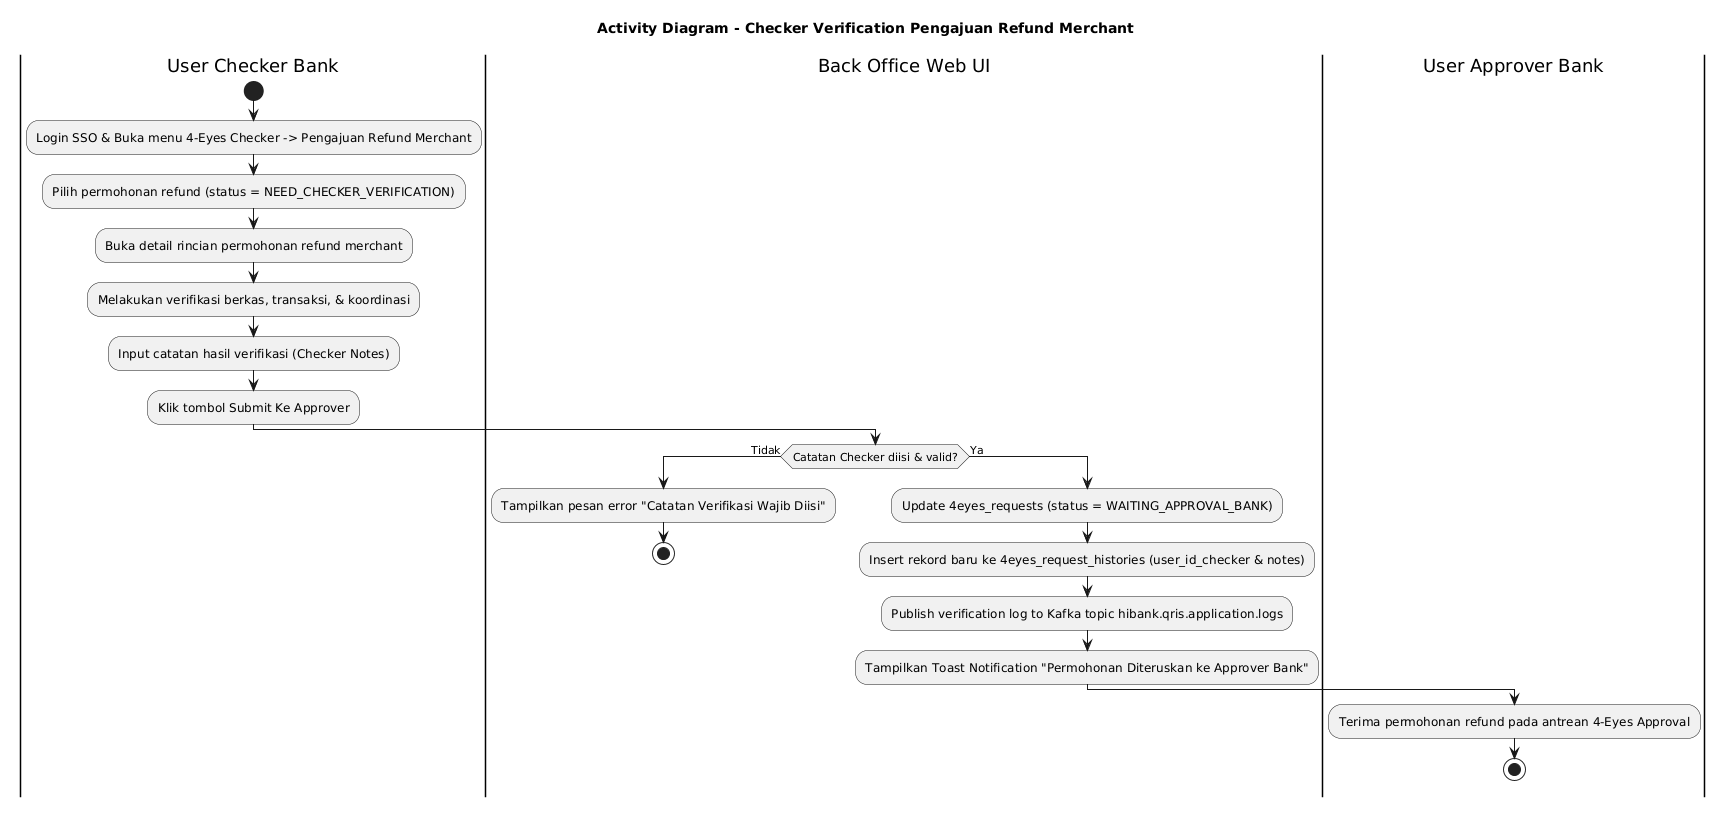 Activity Diagram - Checker Verification Pengajuan Refund Merchant
User Checker Bank
Back Office Web UI
User Approver Bank
Login SSO & Buka menu 4-Eyes Checker -> Pengajuan Refund Merchant
Pilih permohonan refund (status = NEED_CHECKER_VERIFICATION)
Buka detail rincian permohonan refund merchant
Melakukan verifikasi berkas, transaksi, & koordinasi
Input catatan hasil verifikasi (Checker Notes)
Klik tombol Submit Ke Approver
Tidak
Catatan Checker diisi & valid?
Ya
Tampilkan pesan error "Catatan Verifikasi Wajib Diisi"
Update 4eyes_requests (status = WAITING_APPROVAL_BANK)
Insert rekord baru ke 4eyes_request_histories (user_id_checker & notes)
Publish verification log to Kafka topic hibank.qris.application.logs
Tampilkan Toast Notification "Permohonan Diteruskan ke Approver Bank"
Terima permohonan refund pada antrean 4-Eyes Approval